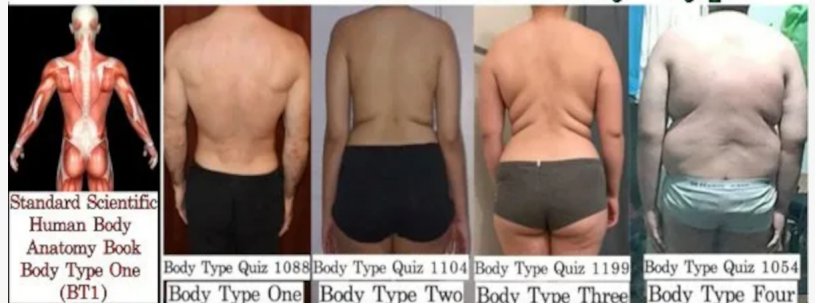 Standard Scientific
Human Body
Anatomy Book
Body Type One
(BT1)
Body Type Quiz 1088
Body Type One
Body Type Quiz 1104
Body Type Two
Body Type Quiz 1199
Body Type Three
Body Type Quiz 1054
Body Type Four